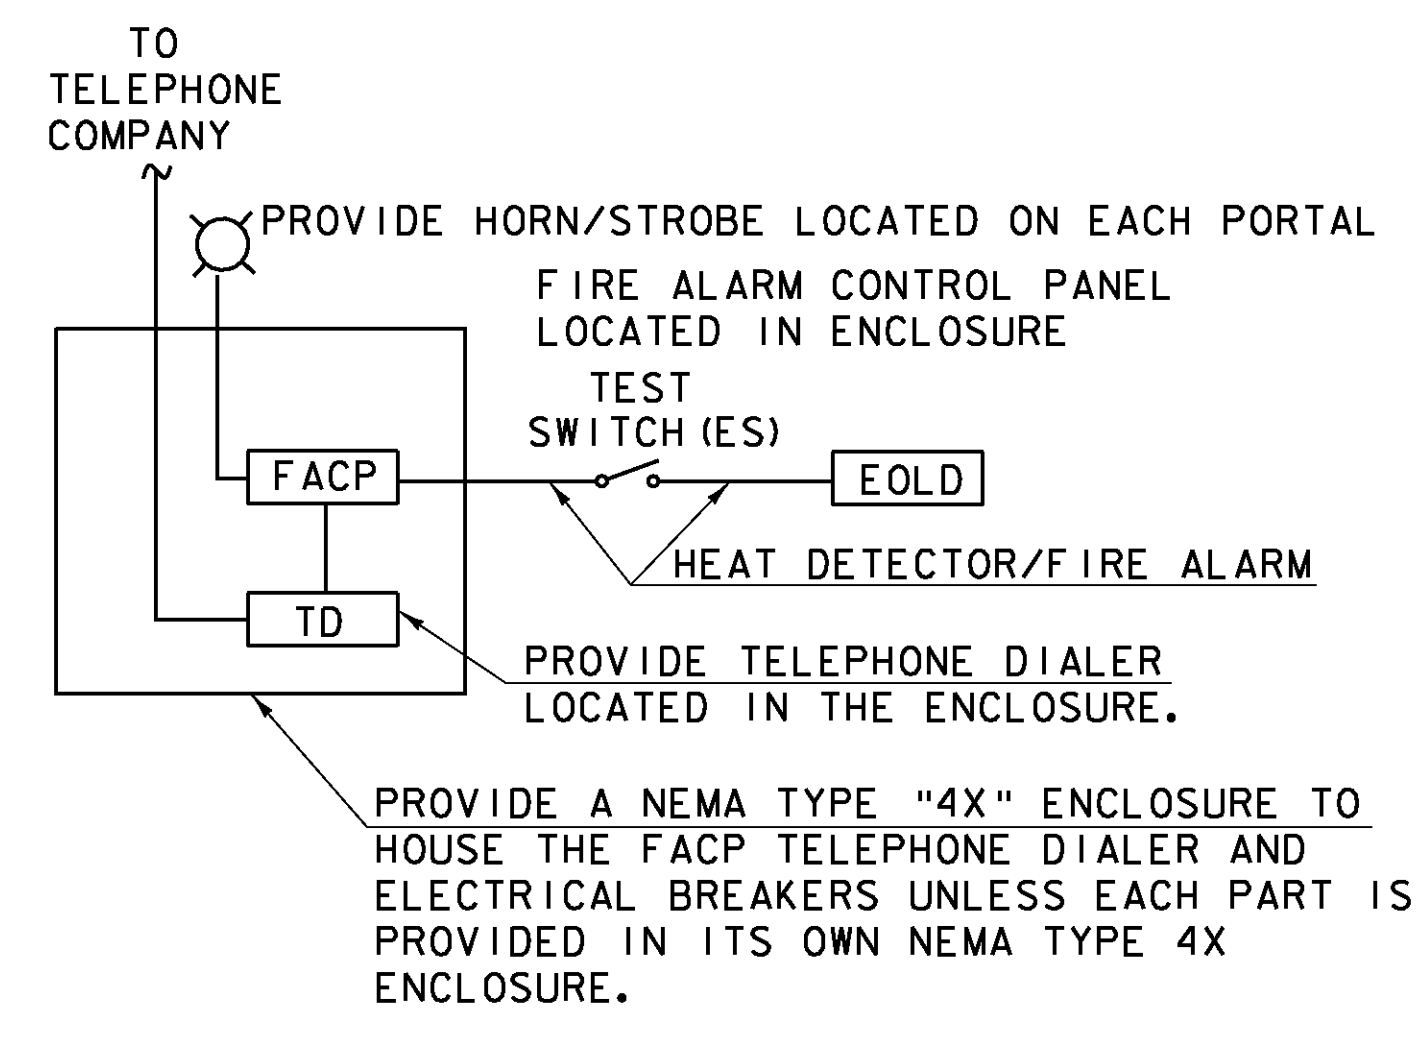 TO
TELEPHONE
COMPANY
PROVIDE HORN/STROBE LOCATED ON EACH PORTAL
FIRE ALARM CONTROL PANEL
LOCATED IN ENCLOSURE
TEST
SWITCH (ES)
FACP
EOLD
HEAT DETECTOR/FIRE ALARM
TD
PROVIDE TELEPHONE DIALER
LOCATED IN THE ENCLOSURE.
PROVIDE A NEMA TYPE "4X" ENCLOSURE TO
HOUSE THE FACP TELEPHONE DIALER AND
ELECTRICAL BREAKERS UNLESS EACH PART IS
PROVIDED IN ITS OWN NEMA TYPE 4X
ENCLOSURE.